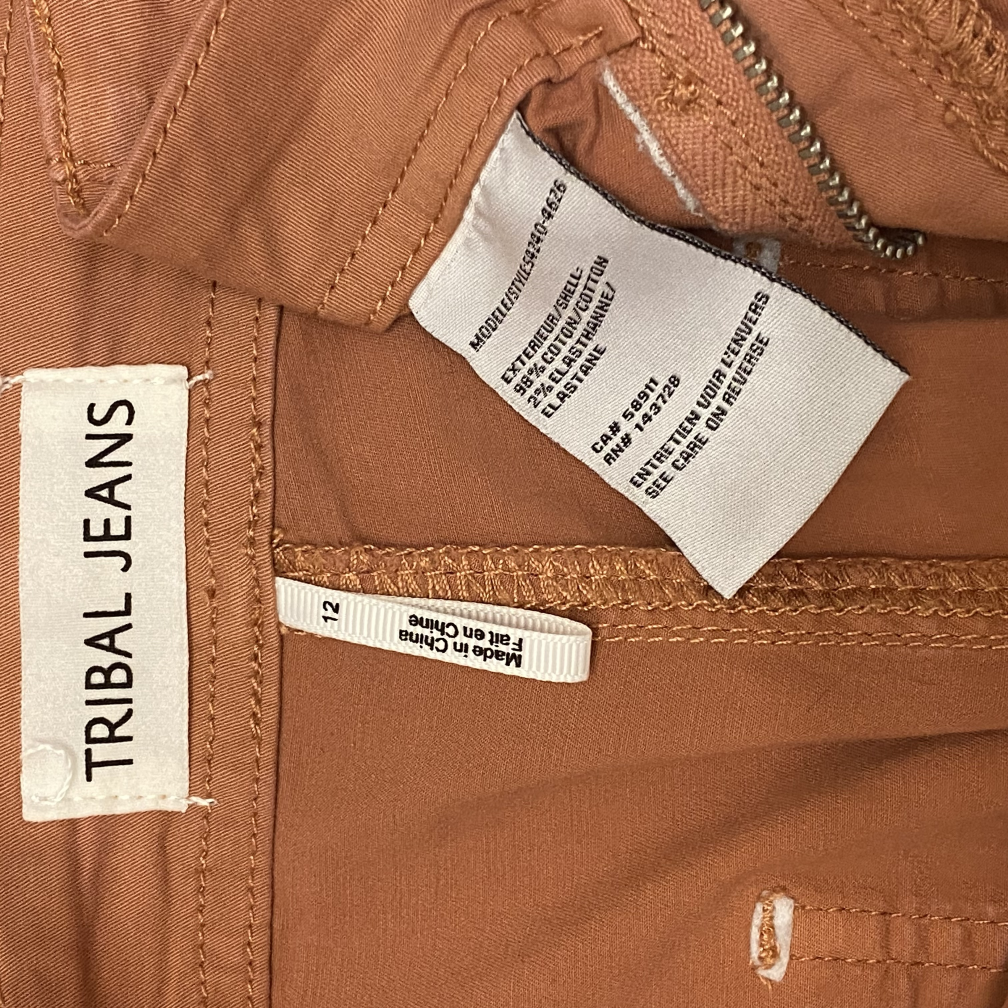 TRIBAL JEANS
12
Made in China
Fait en Chine
MODELE/STYLE:54240-4626
EXTERIEUR/SHELL:
98% COTON/COTTON
2% ELASTHANNE/
ELASTANE
CA# 58911
RN# 143728
ENTRETIEN VOIR L'ENVERS
SEE CARE ON REVERSE